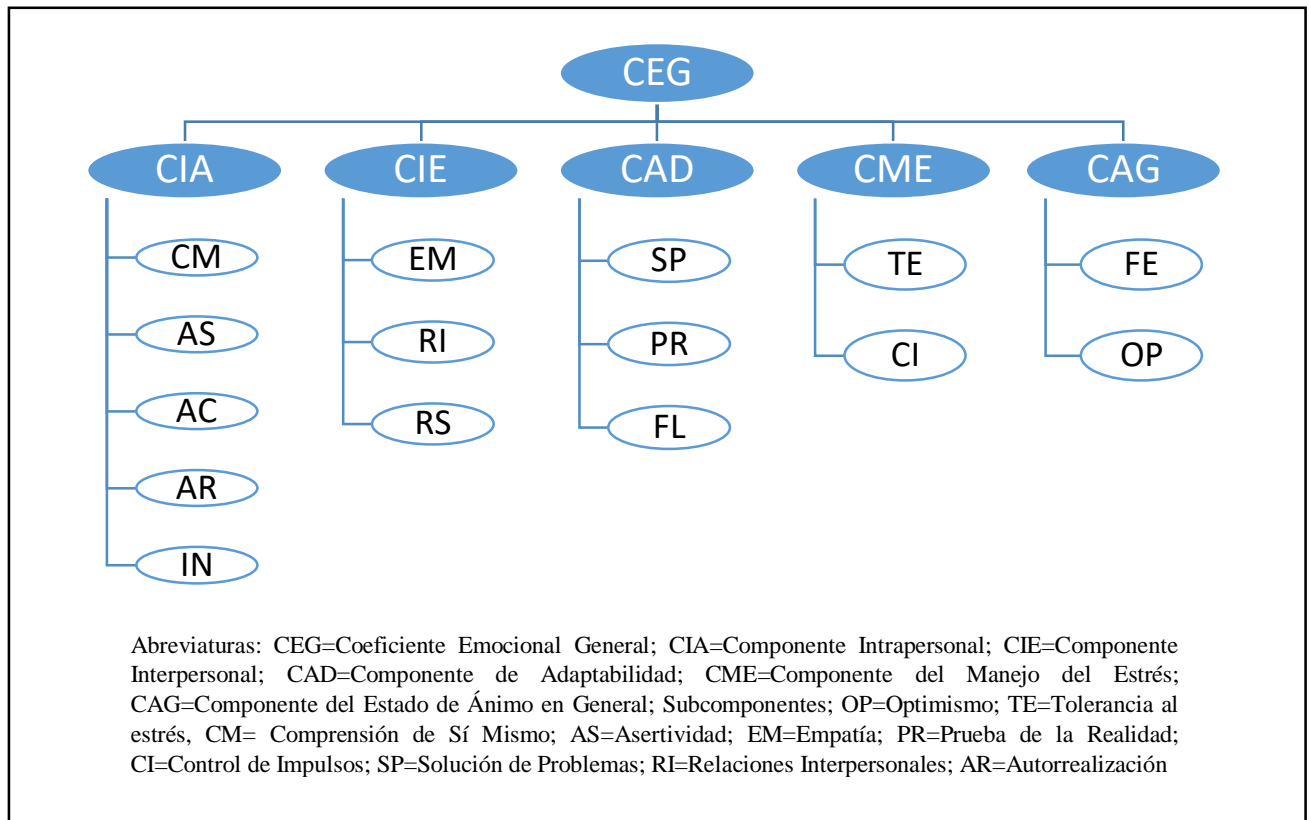 CEG
CIA CIE CAD CME CAG
CM EM SP TE FE
AS RI PR CI OP
AC RS FL
AR
IN
Abreviaturas: CEG=Coeficiente Emocional General; CIA=Componente Intrapersonal; CIE=Componente
Interpersonal; CAD=Componente de Adaptabilidad; CME=Componente del Manejo del Estrés;
CAG=Componente del Estado de Ánimo en General; Subcomponentes; OP=Optimismo; TE=Tolerancia al
estrés, CM= Comprensión de Sí Mismo; AS=Asertividad; EM=Empatía; PR=Prueba de la Realidad;
CI=Control de Impulsos; SP=Solución de Problemas; RI=Relaciones Interpersonales; AR=Autorrealización